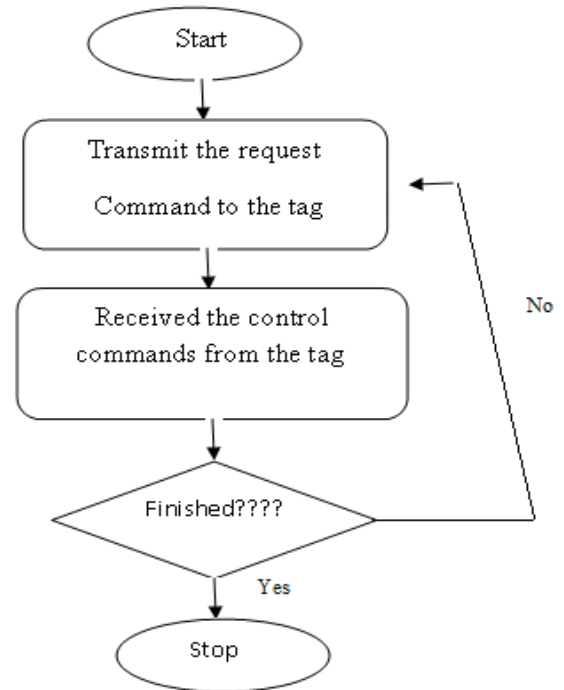 Start
Transmit the request
Command to the tag
Received the control
commands from the tag
No
Finished????
Yes
Stop